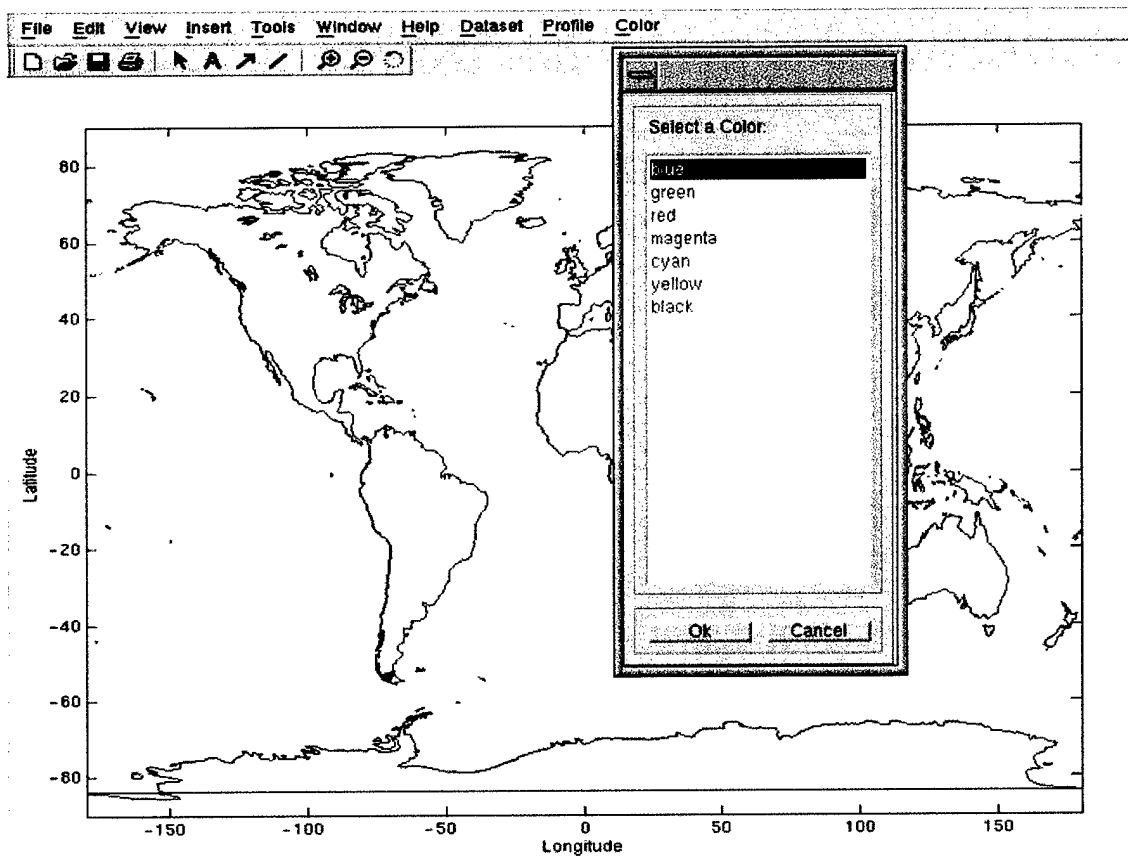 File Edit View Insert Tools Window Help Dataset Profile Color
A
Select a Color:
blue
green
red
magenta
cyan
yellow
black
Ok Cancel
80
60
40
20
0
-20
-40
-60
-80
Latitude
-150 -100 -50 0 50 100 150
Longitude